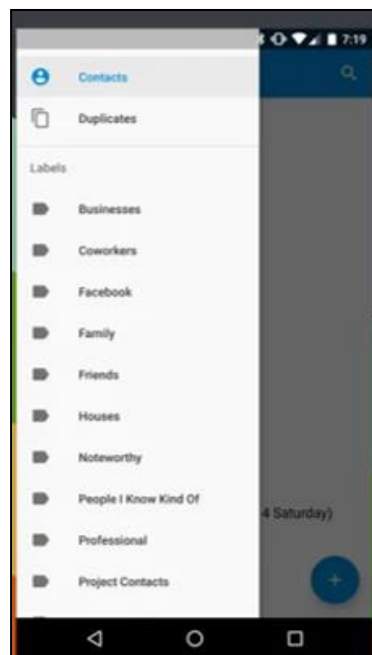 7:19
Contacts
Duplicates
Labels
Businesses
Coworkers
Facebook
Family
Friends
Houses
Noteworthy
People I Know Kind Of
4 Saturday)
Professional
Project Contacts